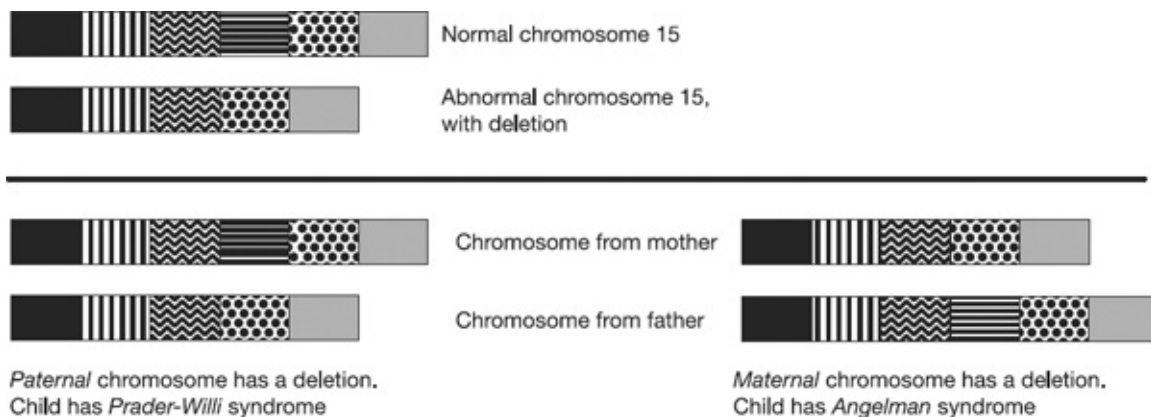 Normal chromosome 15
Abnormal chromosome 15,
with deletion
Chromosome from mother
Chromosome from father
Paternal chromosome has a deletion.
Child has Prader-Willi syndrome
Maternal chromosome has a deletion.
Child has Angelman syndrome